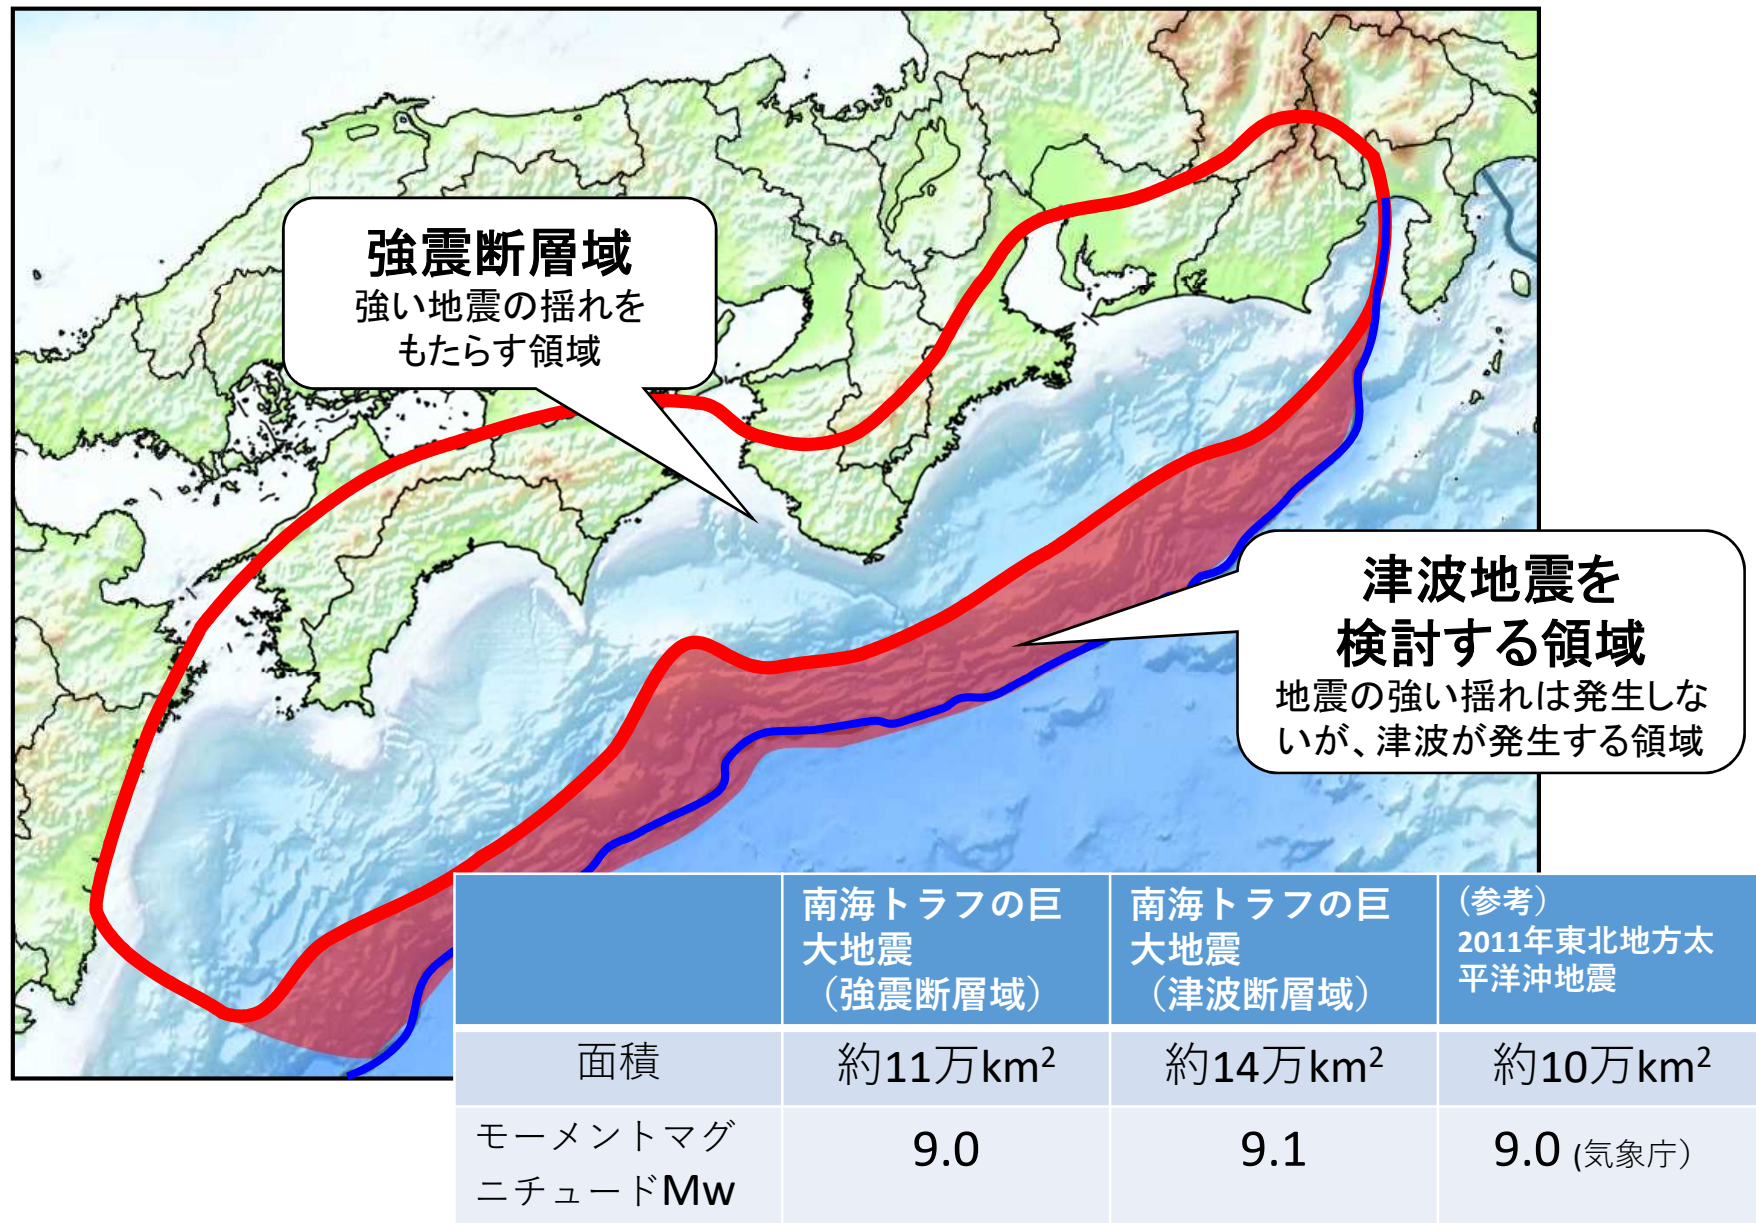 強震断層域
強い地震の揺れを
もたらす領域
津波地震を
検討する領域
地震の強い揺れは発生しな
いが、津波が発生する領域
南海トラフの巨
大地震
（強震断層域）
南海トラフの巨
大地震
（津波断層域）
（参考）
2011年東北地方太
平洋沖地震
面積
約11万km²
約14万km²
約10万km²
モーメントマグ
ニチュードMw
9.0
9.1
9.0 (気象庁）